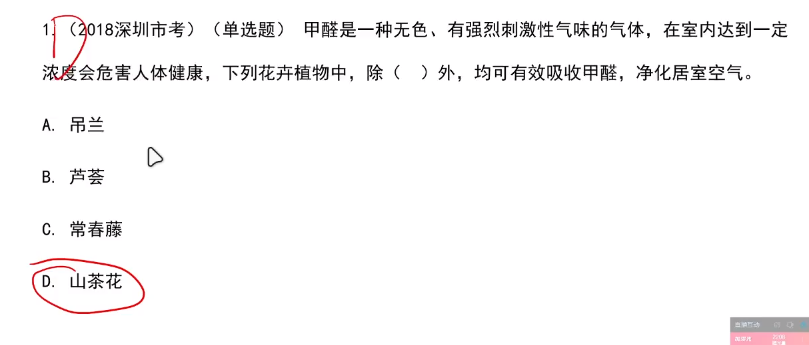 1.（2018深圳市考）（单选题） 甲醛是一种无色、有强烈刺激性气味的气体，在室内达到一定
浓度会危害人体健康，下列花卉植物中，除（ ）外，均可有效吸收甲醛，净化居室空气。
A. 吊兰
B. 芦荟
C. 常春藤
D. 山茶花
D